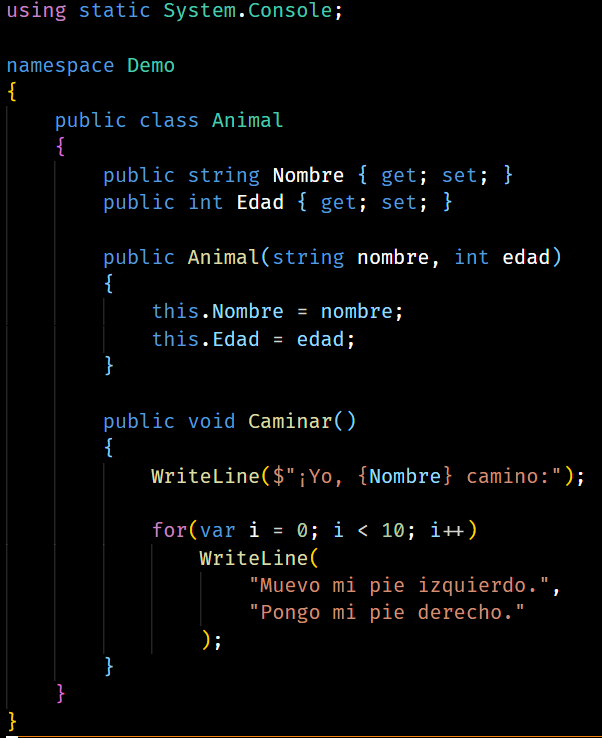 using static System.Console;

namespace Demo
{
    public class Animal
    {
        public string Nombre { get; set; }
        public int Edad { get; set; }

        public Animal(string nombre, int edad)
        {
            this.Nombre = nombre;
            this.Edad = edad;
        }

        public void Caminar()
        {
            WriteLine($"¡Yo, {Nombre} camino:");

            for(var i = 0; i < 10; i++)
                WriteLine(
                    "Muevo mi pie izquierdo.",
                    "Pongo mi pie derecho."
                );
        }
    }
}